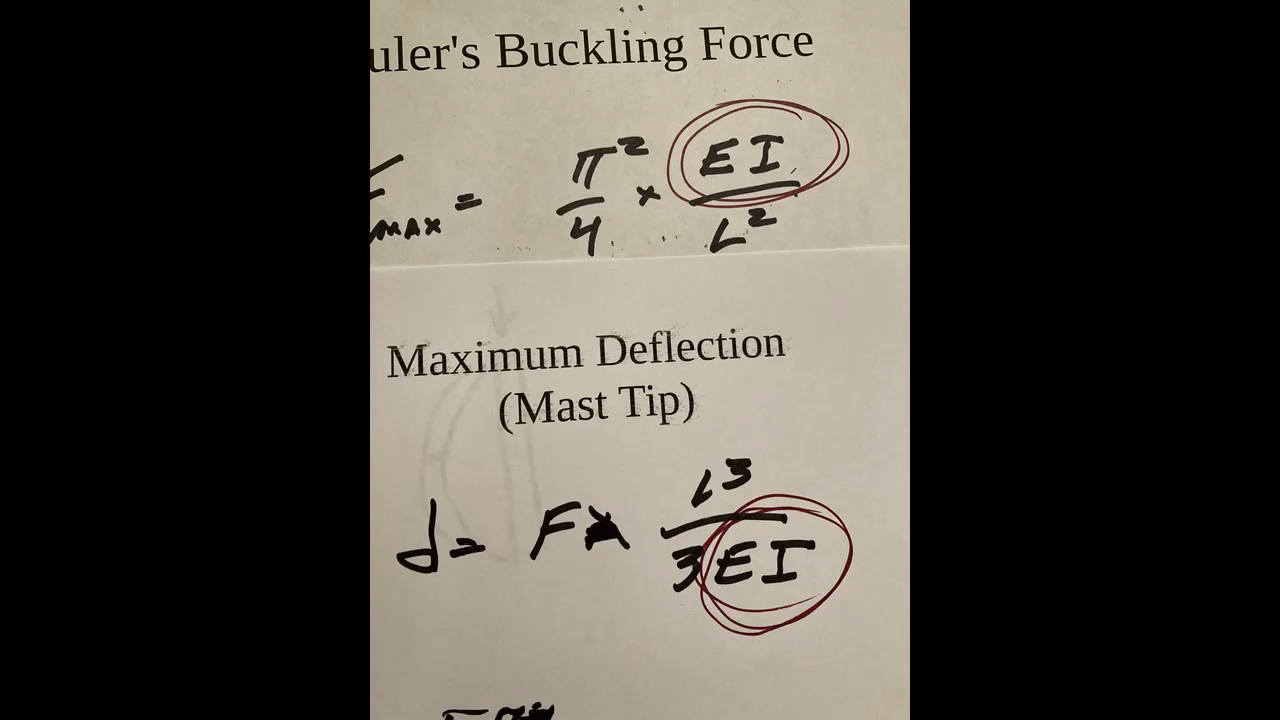 uler's Buckling Force
F MAX = π²/4 × EI/L²
Maximum Deflection
(Mast Tip)
d = F × L³/3EI